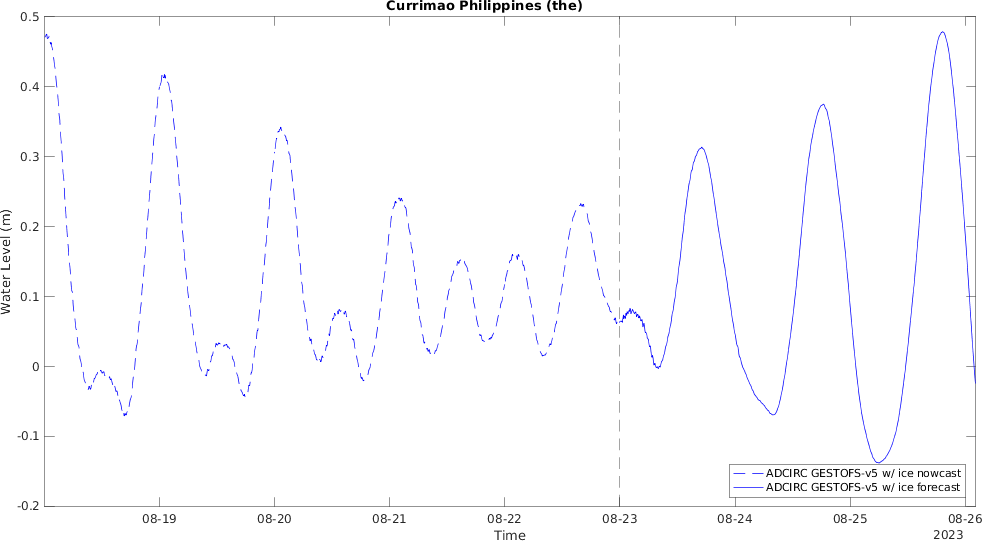 Currimao Philippines (the)
0.5
0.4
0.3
0.2
0.1
0
-0.1
-0.2
Water Level (m)
08-19 08-20 08-21 08-22 08-23 08-24 08-25 08-26
Time
2023
ADCIRC GESTOFS-v5 w/ ice nowcast
ADCIRC GESTOFS-v5 w/ ice forecast